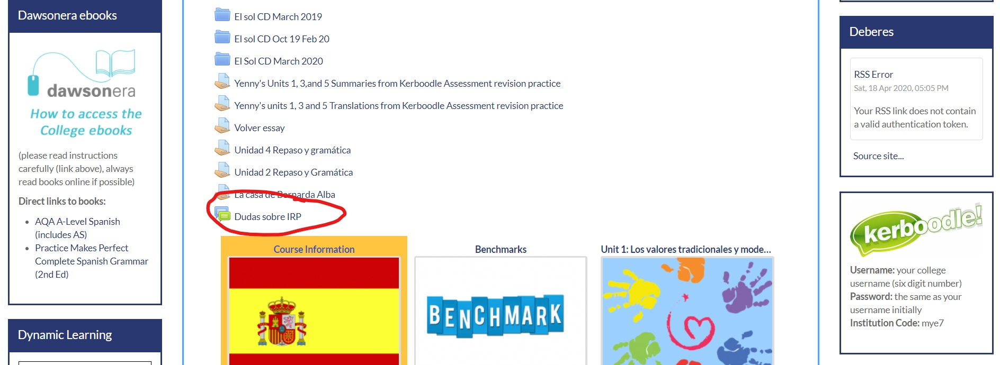 Dawsonera ebooks
dawsonera
How to access the
College ebooks
(please read instructions
carefully (link above), always
read books online if possible)
Direct links to books:
AQA A-Level Spanish
(includes AS)
Practice Makes Perfect
Complete Spanish Grammar
(2nd Ed)
Dynamic Learning
El sol CD March 2019
El sol CD Oct 19 Feb 20
El Sol CD March 2020
Yenny's Units 1, 3,and 5 Summaries from Kerboodle Assessment revision practice
Yenny's units 1, 3 and 5 Translations from Kerboodle Assessment revision practice
Volver essay
Unidad 4 Repaso y gramática
Unidad 2 Repaso y Gramática
La casa de Bernarda Alba
Dudas sobre IRP
Course Information
Benchmarks
BENCHMARK
Unit 1: Los valores tradicionales y mode...
Deberes
RSS Error
Sat, 18 Apr 2020, 05:05 PM
Your RSS link does not contain
a valid authentication token.
Source site...
kerboodle!
Username: your college
username (six digit number)
Password: the same as your
username initially
Institution Code: mye7